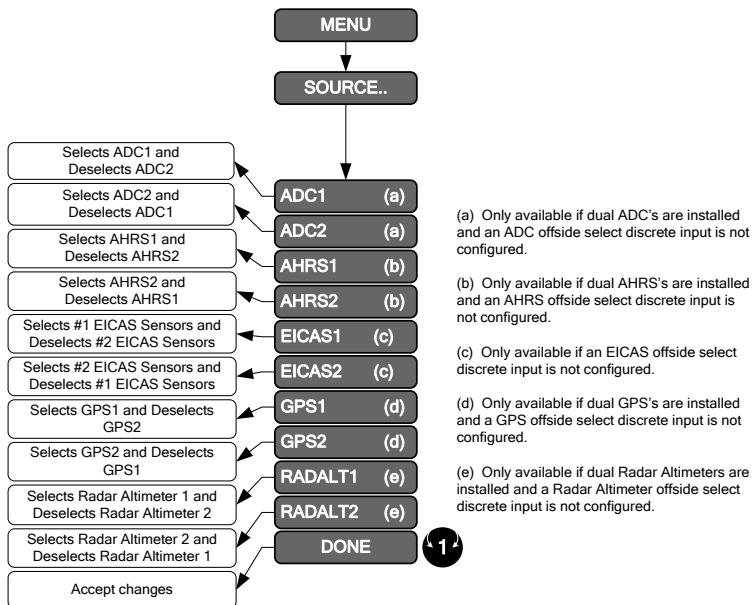 MENU
SOURCE..
Selects ADC1 and
Deselects ADC2
Selects ADC2 and
Deselects ADC1
Selects AHRS1 and
Deselects AHRS2
Selects AHRS2 and
Deselects AHRS1
Selects #1 EICAS Sensors and
Deselects #2 EICAS Sensors
Selects #2 EICAS Sensors and
Deselects #1 EICAS Sensors
Selects GPS1 and Deselects
GPS2
Selects GPS2 and Deselects
GPS1
Selects Radar Altimeter 1 and
Deselects Radar Altimeter 2
Selects Radar Altimeter 2 and
Deselects Radar Altimeter 1
Accept changes
ADC1 (a)
ADC2 (a)
AHRS1 (b)
AHRS2 (b)
EICAS1 (c)
EICAS2 (c)
GPS1 (d)
GPS2 (d)
RADALT1 (e)
RADALT2 (e)
DONE
1
(a) Only available if dual ADC's are installed
and an ADC offside select discrete input is not
configured.
(b) Only available if dual AHRS's are installed
and an AHRS offside select discrete input is
not configured.
(c) Only available if an EICAS offside select
discrete input is not configured.
(d) Only available if dual GPS's are installed
and a GPS offside select discrete input is not
configured.
(e) Only available if dual Radar Altimeters are
installed and a Radar Altimeter offside select
discrete input is not configured.